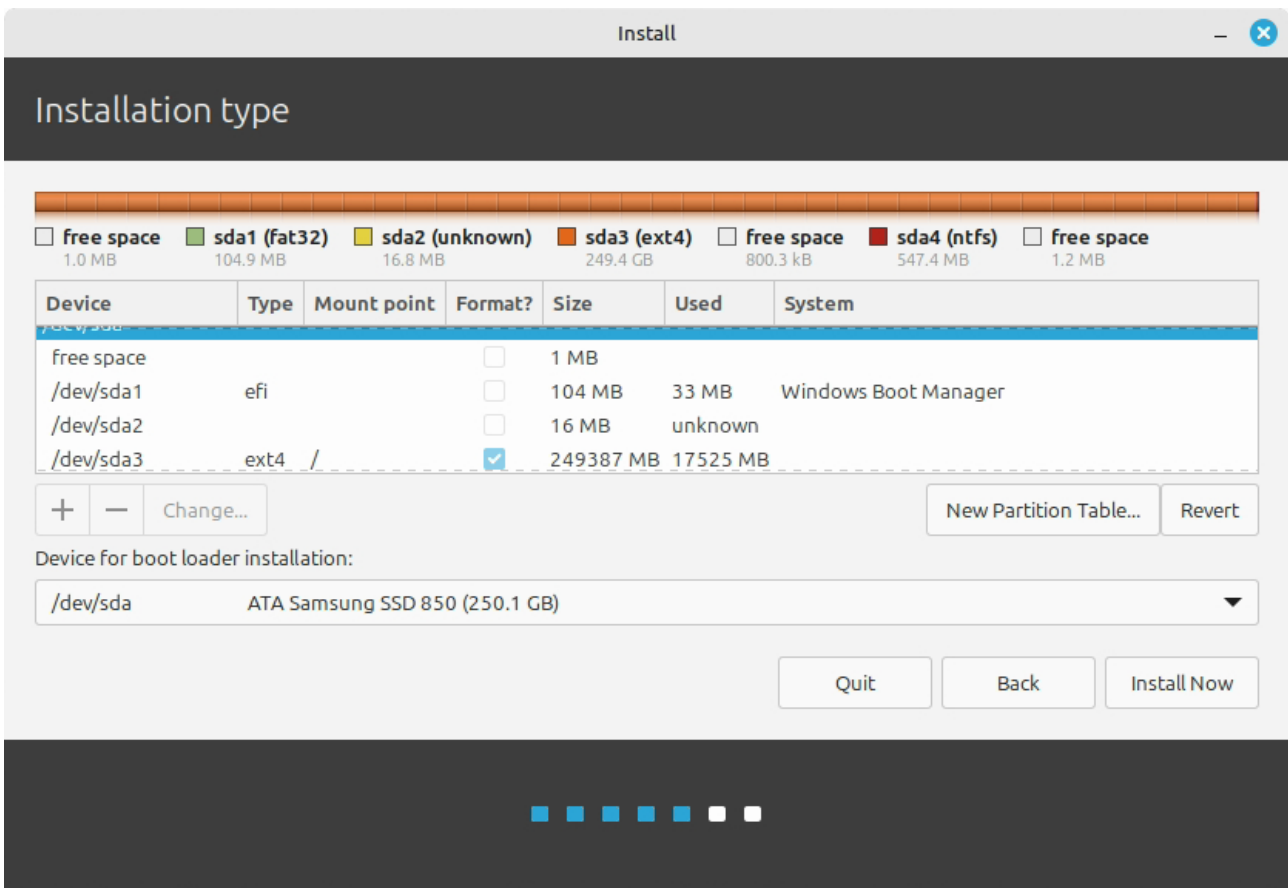 Install
Installation type
free space sda1 (fat32) sda2 (unknown) sda3 (ext4) free space sda4 (ntfs) free space
1.0 MB 104.9 MB 16.8 MB 249.4 GB 800.3 kB 547.4 MB 1.2 MB
Device Type Mount point Format? Size Used System
/dev/sda
free space 1 MB
/dev/sda1 efi 104 MB 33 MB Windows Boot Manager
/dev/sda2 16 MB unknown
/dev/sda3 ext4 / 249387 MB 17525 MB
+ — Change... New Partition Table... Revert
Device for boot loader installation:
/dev/sda ATA Samsung SSD 850 (250.1 GB)
Quit Back Install Now